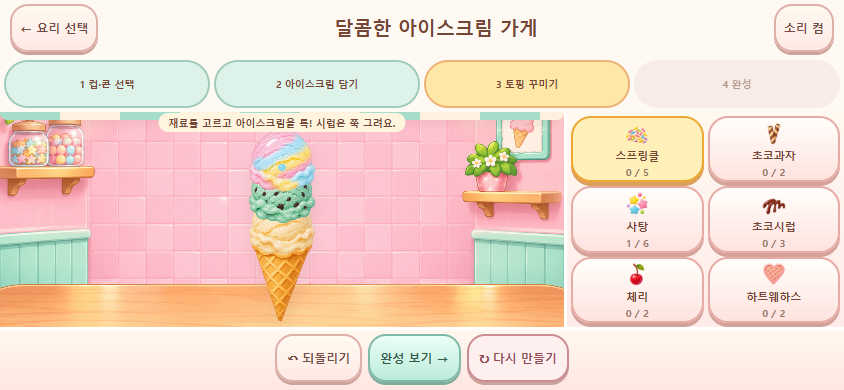 ← 요리 선택
달콤한 아이스크림 가게
소리 켬
1 컵·콘 선택
2 아이스크림 담기
3 토핑 꾸미기
4 완성
재료를 고르고 아이스크림을 톡! 시럽은 쭉 그려요.
스프링클
0 / 5
초코과자
0 / 2
사탕
1 / 6
초코시럽
0 / 3
체리
0 / 2
하트웨하스
0 / 2
↶ 되돌리기
완성 보기 →
↻ 다시 만들기